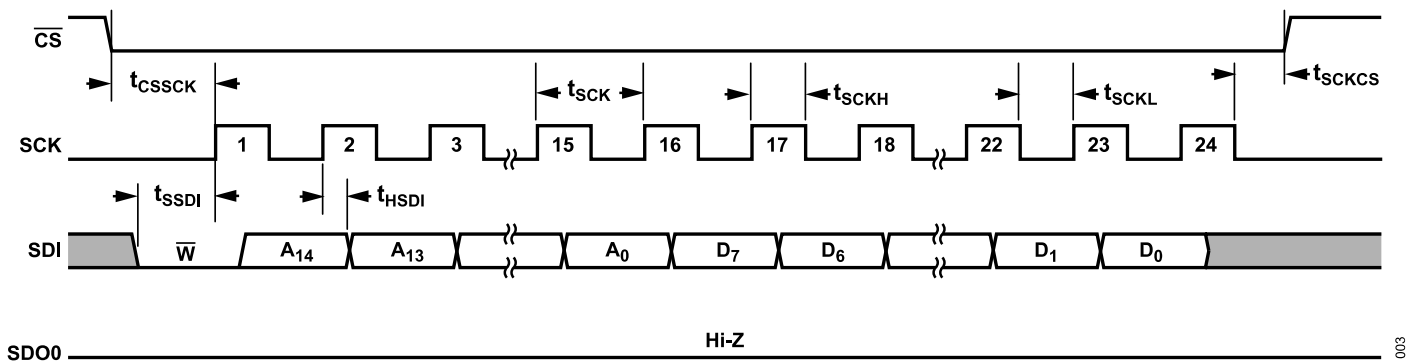 CS
tCSSCK
tSCK
tSCKH
tSCKL
tSCKCS
SCK
1
2
3
15
16
17
18
22
23
24
tSSDI
tHSDI
SDI
W
A14
A13
A0
D7
D6
D1
D0
Hi-Z
SDO0
003